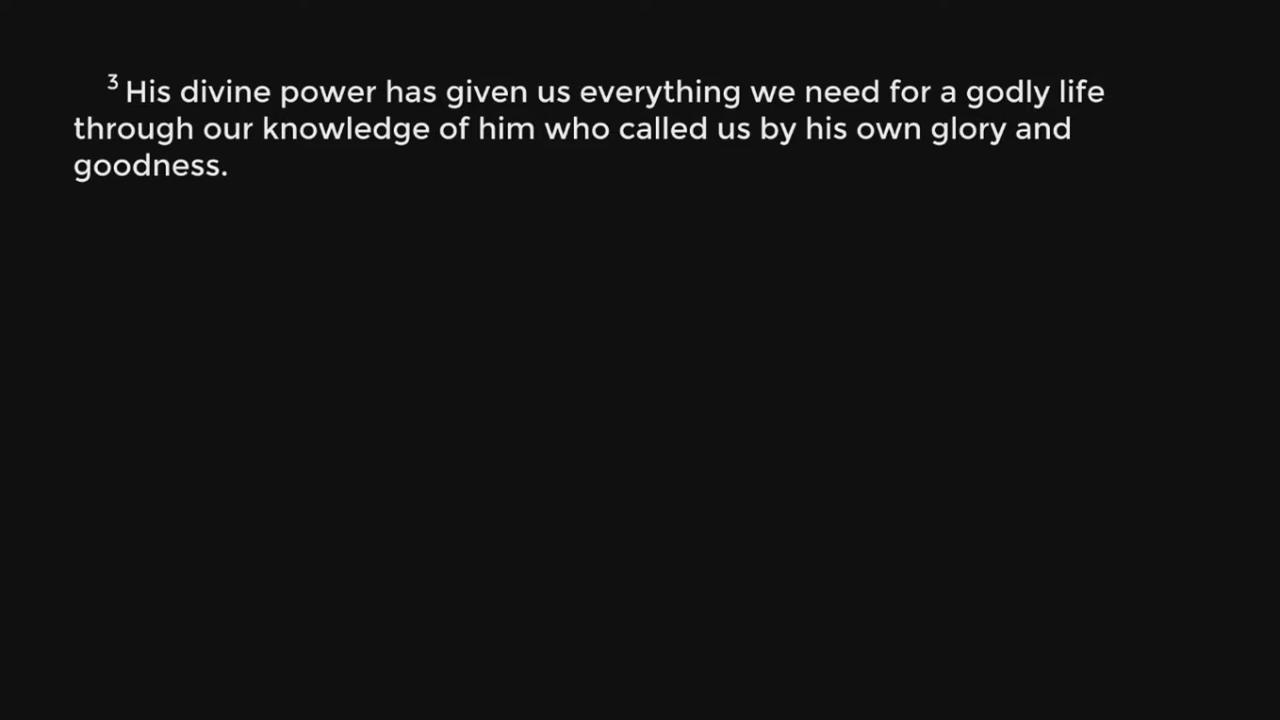 ³ His divine power has given us everything we need for a godly life
through our knowledge of him who called us by his own glory and
goodness.